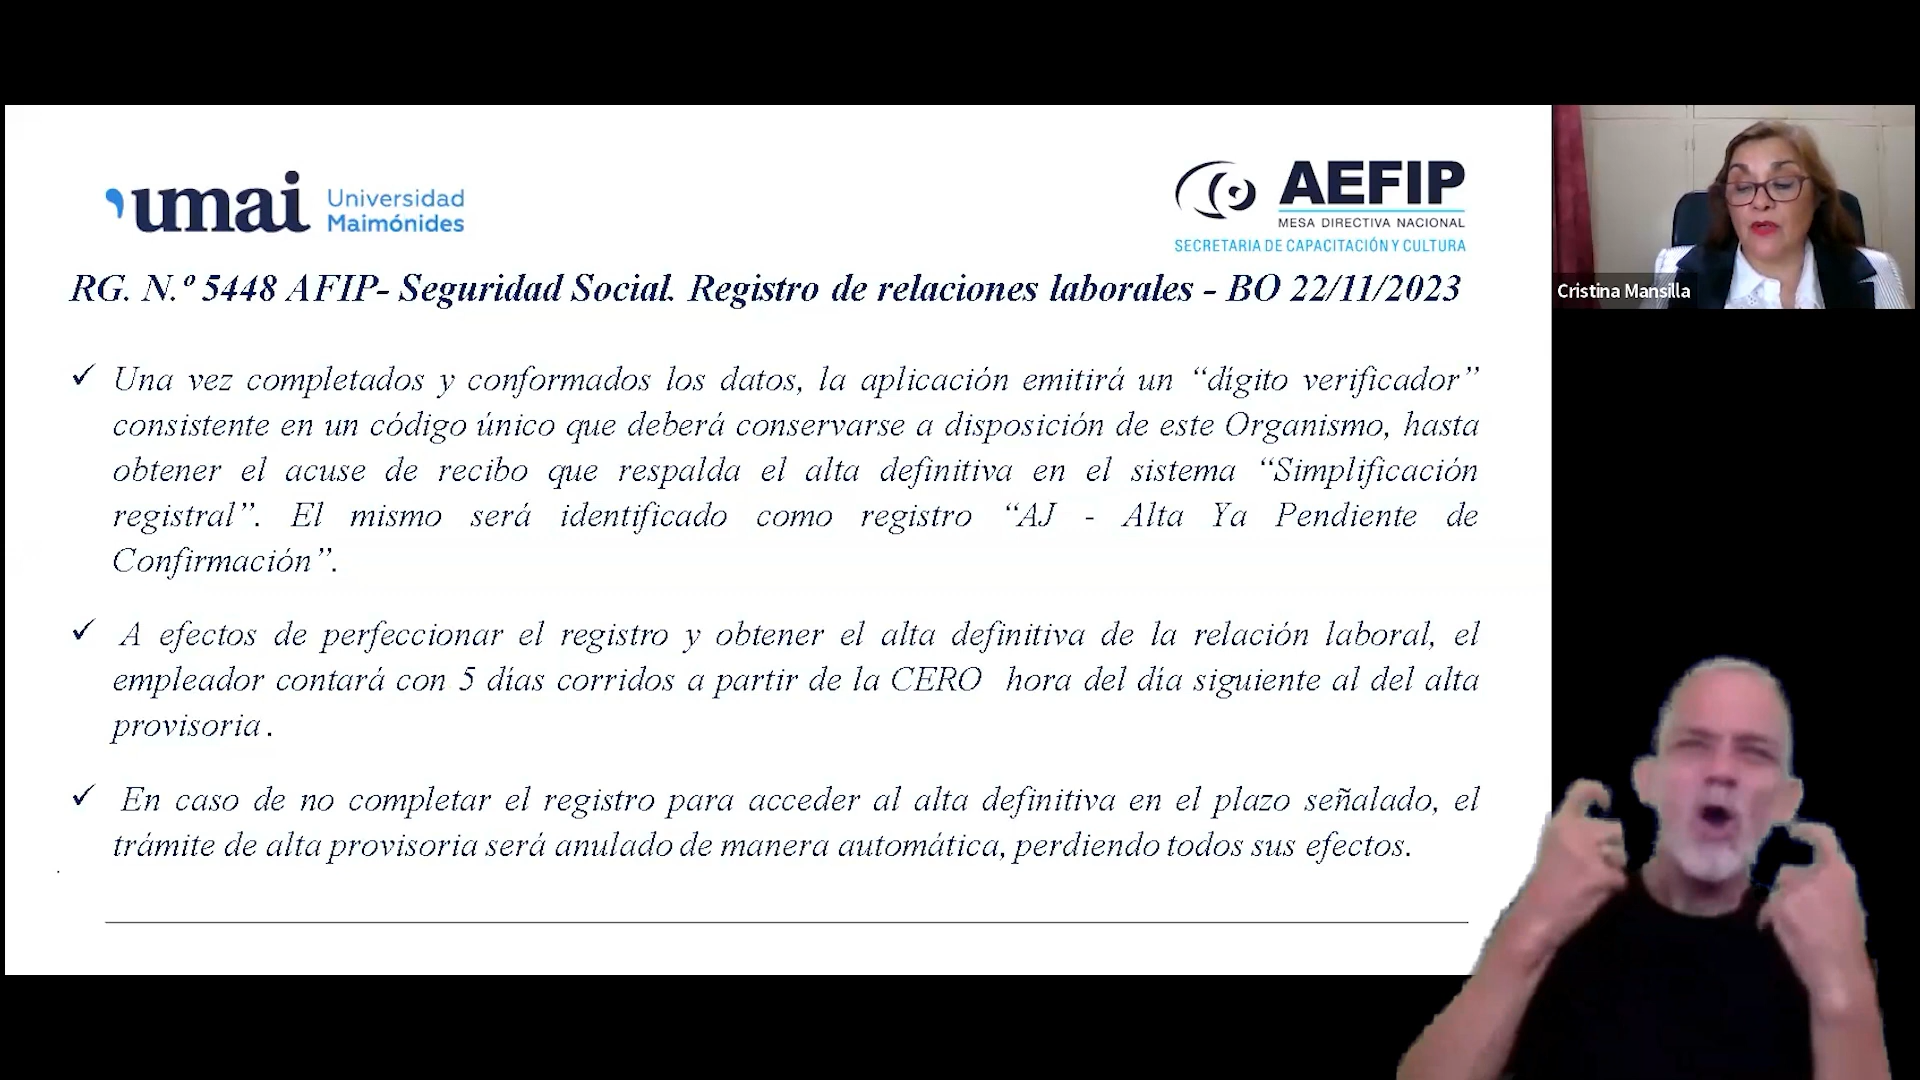 umai Universidad
Maimónides
AEFIP
MESA DIRECTIVA NACIONAL
SECRETARIA DE CAPACITACIÓN Y CULTURA
RG. N.º 5448 AFIP- Seguridad Social. Registro de relaciones laborales - BO 22/11/2023
Cristina Mansilla
✓ Una vez completados y conformados los datos, la aplicación emitirá un “dígito verificador”
consistente en un código único que deberá conservarse a disposición de este Organismo, hasta
obtener el acuse de recibo que respalda el alta definitiva en el sistema “Simplificación
registral”. El mismo será identificado como registro “AJ - Alta Ya Pendiente de
Confirmación”.
✓ A efectos de perfeccionar el registro y obtener el alta definitiva de la relación laboral, el
empleador contará con 5 días corridos a partir de la CERO hora del día siguiente al del alta
provisoria.
✓ En caso de no completar el registro para acceder al alta definitiva en el plazo señalado, el
trámite de alta provisoria será anulado de manera automática, perdiendo todos sus efectos.